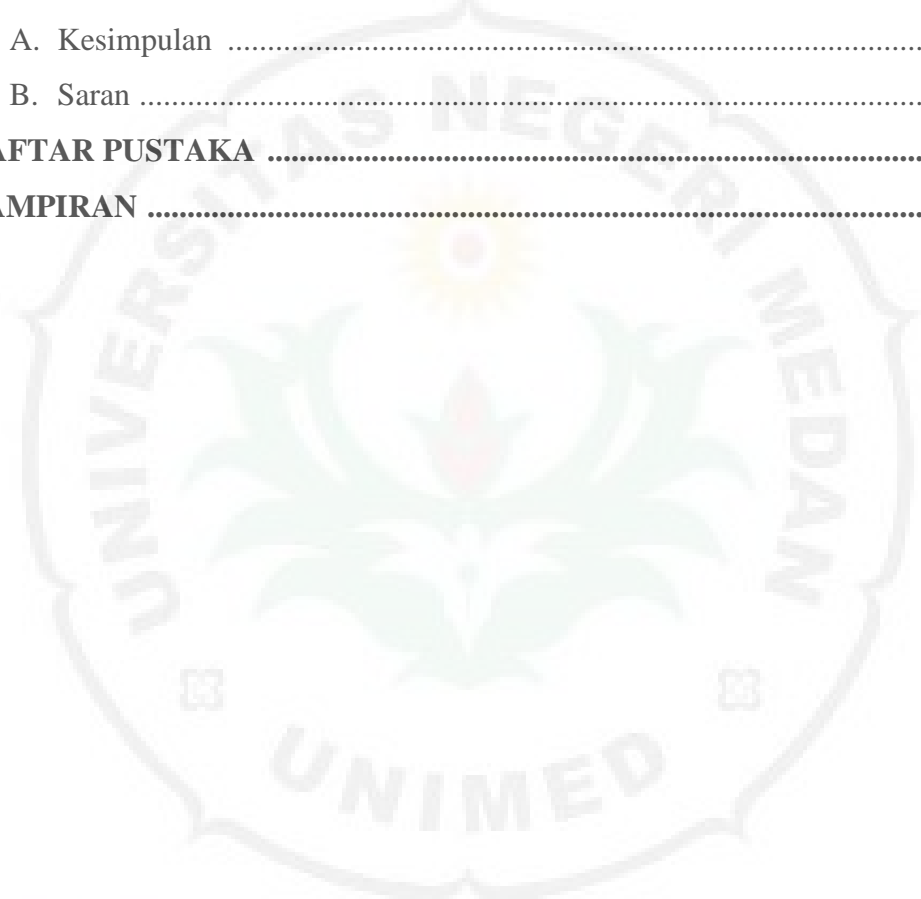 A. Kesimpulan ........................................................................................
B. Saran ...................................................................................................
AFTAR PUSTAKA ...................................................................................
AMPIRAN ..................................................................................................
UNIVERSITAS NEGERI MEDAN
UNIMED